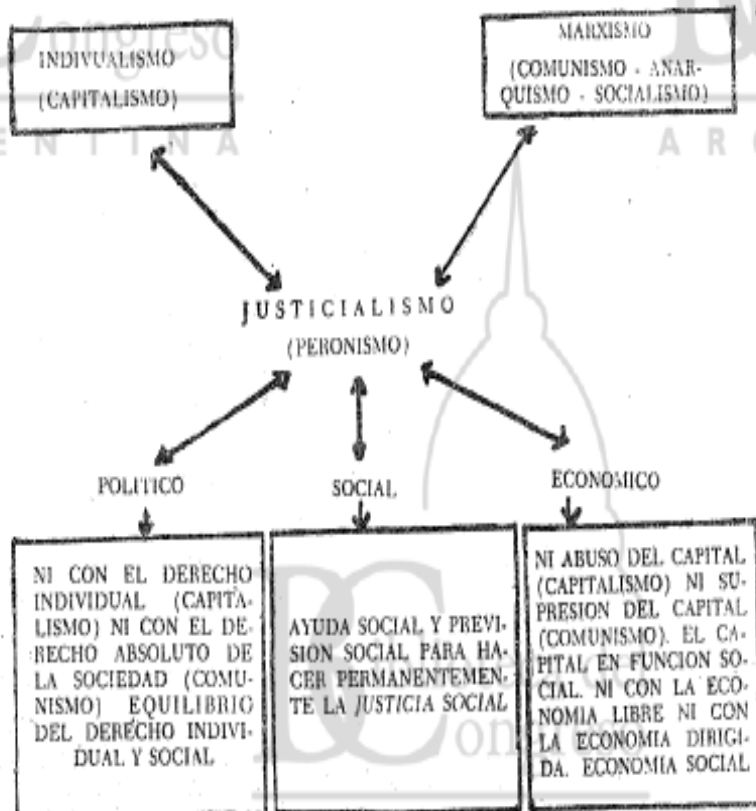 INDIVUALISMO
(CAPITALISMO)
MARXISMO
(COMUNISMO - ANAR-
QUISMO - SOCIALISMO)
JUSTICIALISMO
(PERONISMO)
POLITICO
SOCIAL
ECONOMICO
NI CON EL DERECHO
INDIVIDUAL (CAPITA-
LISMO) NI CON EL DE-
RECHO ABSOLUTO DE
LA SOCIEDAD (COMU-
NISMO) EQUILIBRIO
DEL DERECHO INDIVI-
DUAL Y SOCIAL
AYUDA SOCIAL Y PREVI-
SION SOCIAL PARA HA-
CER PERMANENTEMEN-
TE LA JUSTICIA SOCIAL
NI ABUSO DEL CAPITAL
(CAPITALISMO) NI SU-
PRESION DEL CAPITAL
(COMUNISMO). EL CA-
PITAL EN FUNCION SO-
CIAL. NI CON LA ECO-
NOMIA LIBRE NI CON
LA ECONOMIA DIRIGI-
DA. ECONOMIA SOCIAL